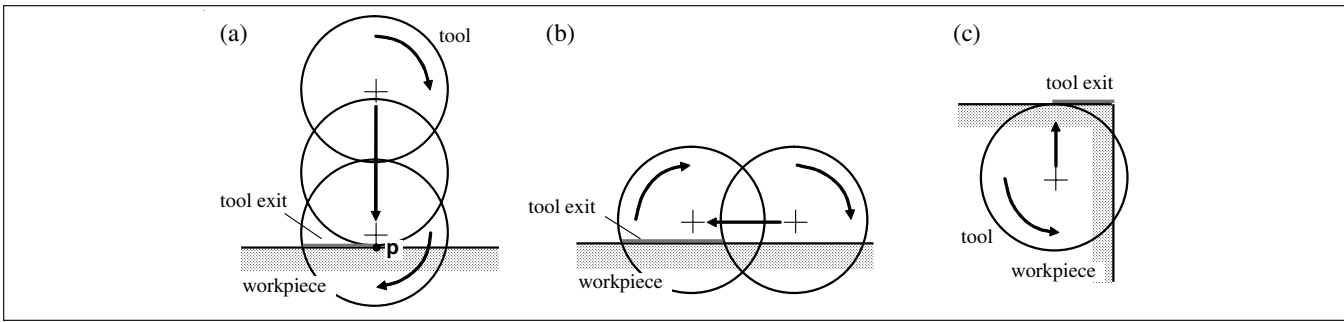 (a)
tool
tool exit
p
workpiece
(b)
tool exit
workpiece
(c)
tool exit
tool
workpiece